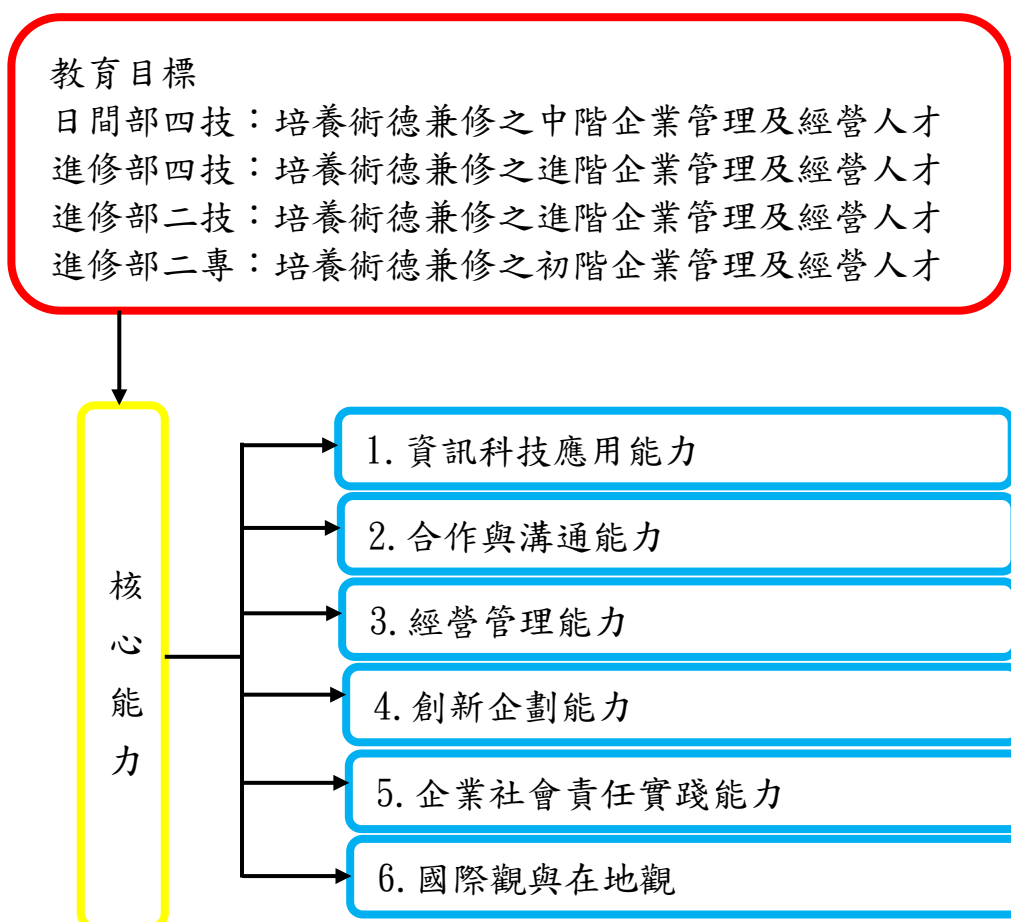 教育目標
日間部四技：培養術德兼修之中階企業管理及經營人才
進修部四技：培養術德兼修之進階企業管理及經營人才
進修部二技：培養術德兼修之進階企業管理及經營人才
進修部二專：培養術德兼修之初階企業管理及經營人才
核心能力
1.資訊科技應用能力
2.合作與溝通能力
3.經營管理能力
4.創新企劃能力
5.企業社會責任實踐能力
6.國際觀與在地觀